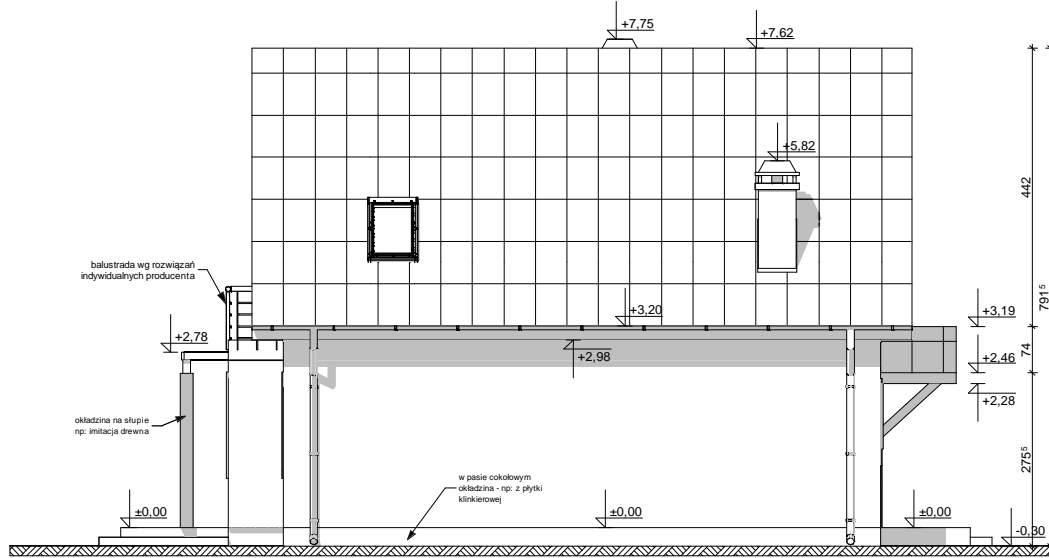 +7,75
+7,62
+5,82
442
791⁵
balustrada wg rozwiązań
indywidualnych producenta
+3,20
+3,19
+2,78
+2,98
74
+2,46
+2,28
okładzina na słupie
np: imitacja drewna
275⁵
w pasie cokołowym
okładzina - np: z płytki
klinkierowej
±0,00
±0,00
±0,00
-0,30